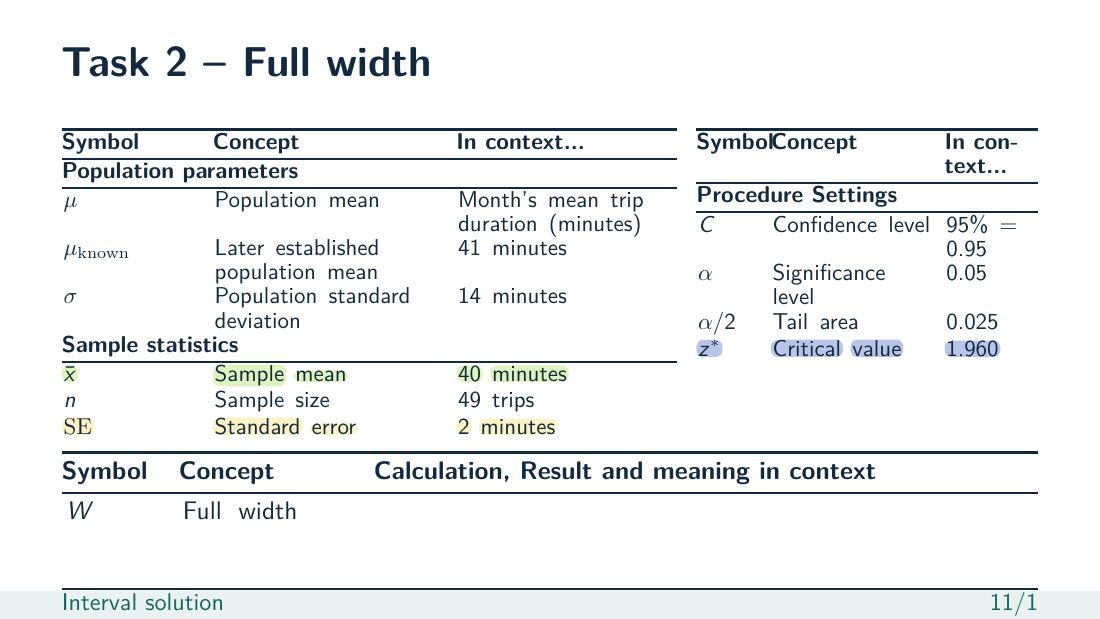 Task 2 – Full width
Symbol Concept In context...
Population parameters
μ Population mean Month's mean trip
duration (minutes)
μknown Later established 41 minutes
population mean
σ Population standard 14 minutes
deviation
Sample statistics
x̄ Sample mean 40 minutes
n Sample size 49 trips
SE Standard error 2 minutes
Symbol Concept In con-
text...
Procedure Settings
C Confidence level 95% =
0.95
α Significance 0.05
level
α/2 Tail area 0.025
z* Critical value 1.960
Symbol Concept Calculation, Result and meaning in context
W Full width
Interval solution 11/1